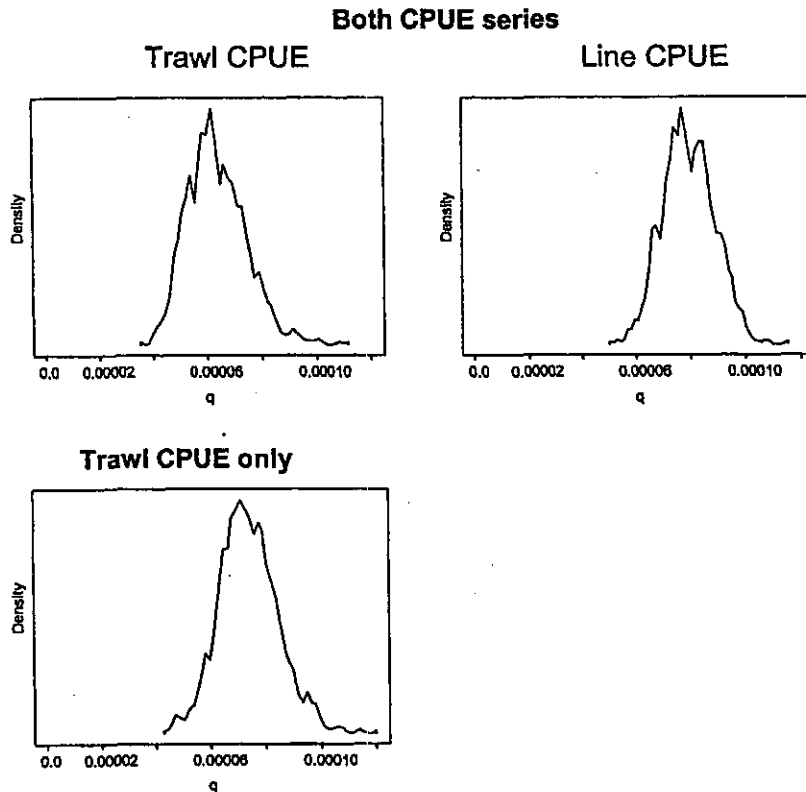 Both CPUE series
Trawl CPUE
Line CPUE
Density
0.0 0.00002 0.00006 0.00010
q
Density
0.0 0.00002 0.00006 0.00010
q
Trawl CPUE only
Density
0.0 0.00002 0.00006 0.00010
q